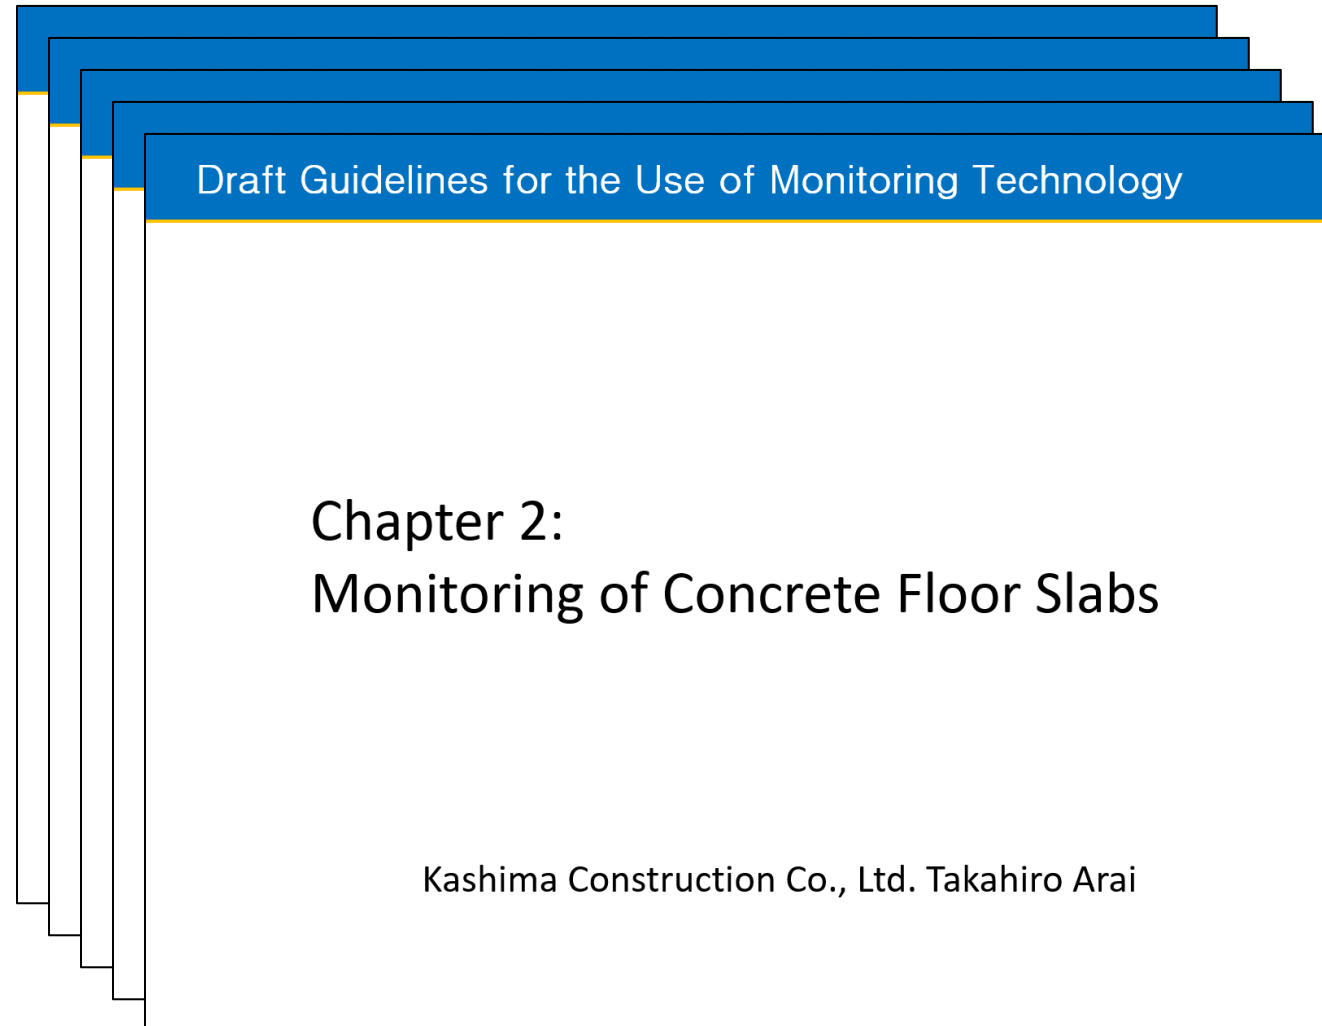 Draft Guidelines for the Use of Monitoring Technology
Chapter 2:
Monitoring of Concrete Floor Slabs
Kashima Construction Co., Ltd. Takahiro Arai